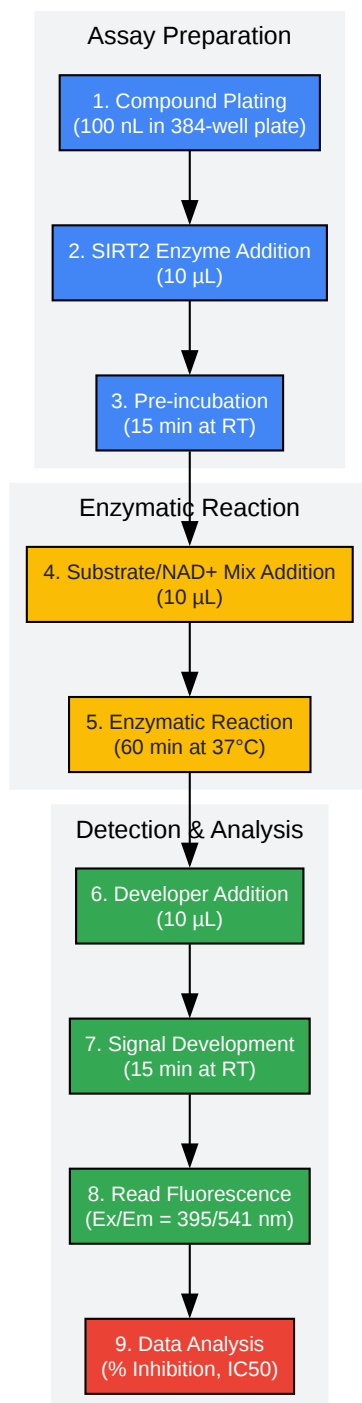 Assay Preparation
1. Compound Plating
(100 nL in 384-well plate)
2. SIRT2 Enzyme Addition
(10 µL)
3. Pre-incubation
(15 min at RT)
Enzymatic Reaction
4. Substrate/NAD+ Mix Addition
(10 µL)
5. Enzymatic Reaction
(60 min at 37°C)
Detection & Analysis
6. Developer Addition
(10 µL)
7. Signal Development
(15 min at RT)
8. Read Fluorescence
(Ex/Em = 395/541 nm)
9. Data Analysis
(% Inhibition, IC50)